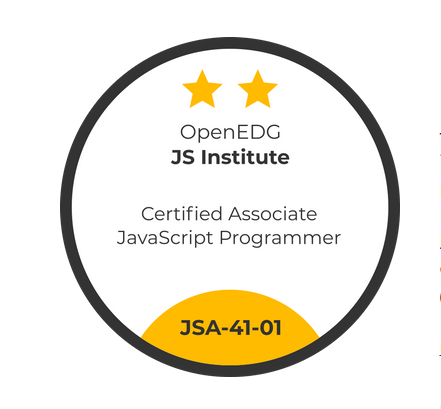 OpenEDG
JS Institute
Certified Associate
JavaScript Programmer
JSA-41-01